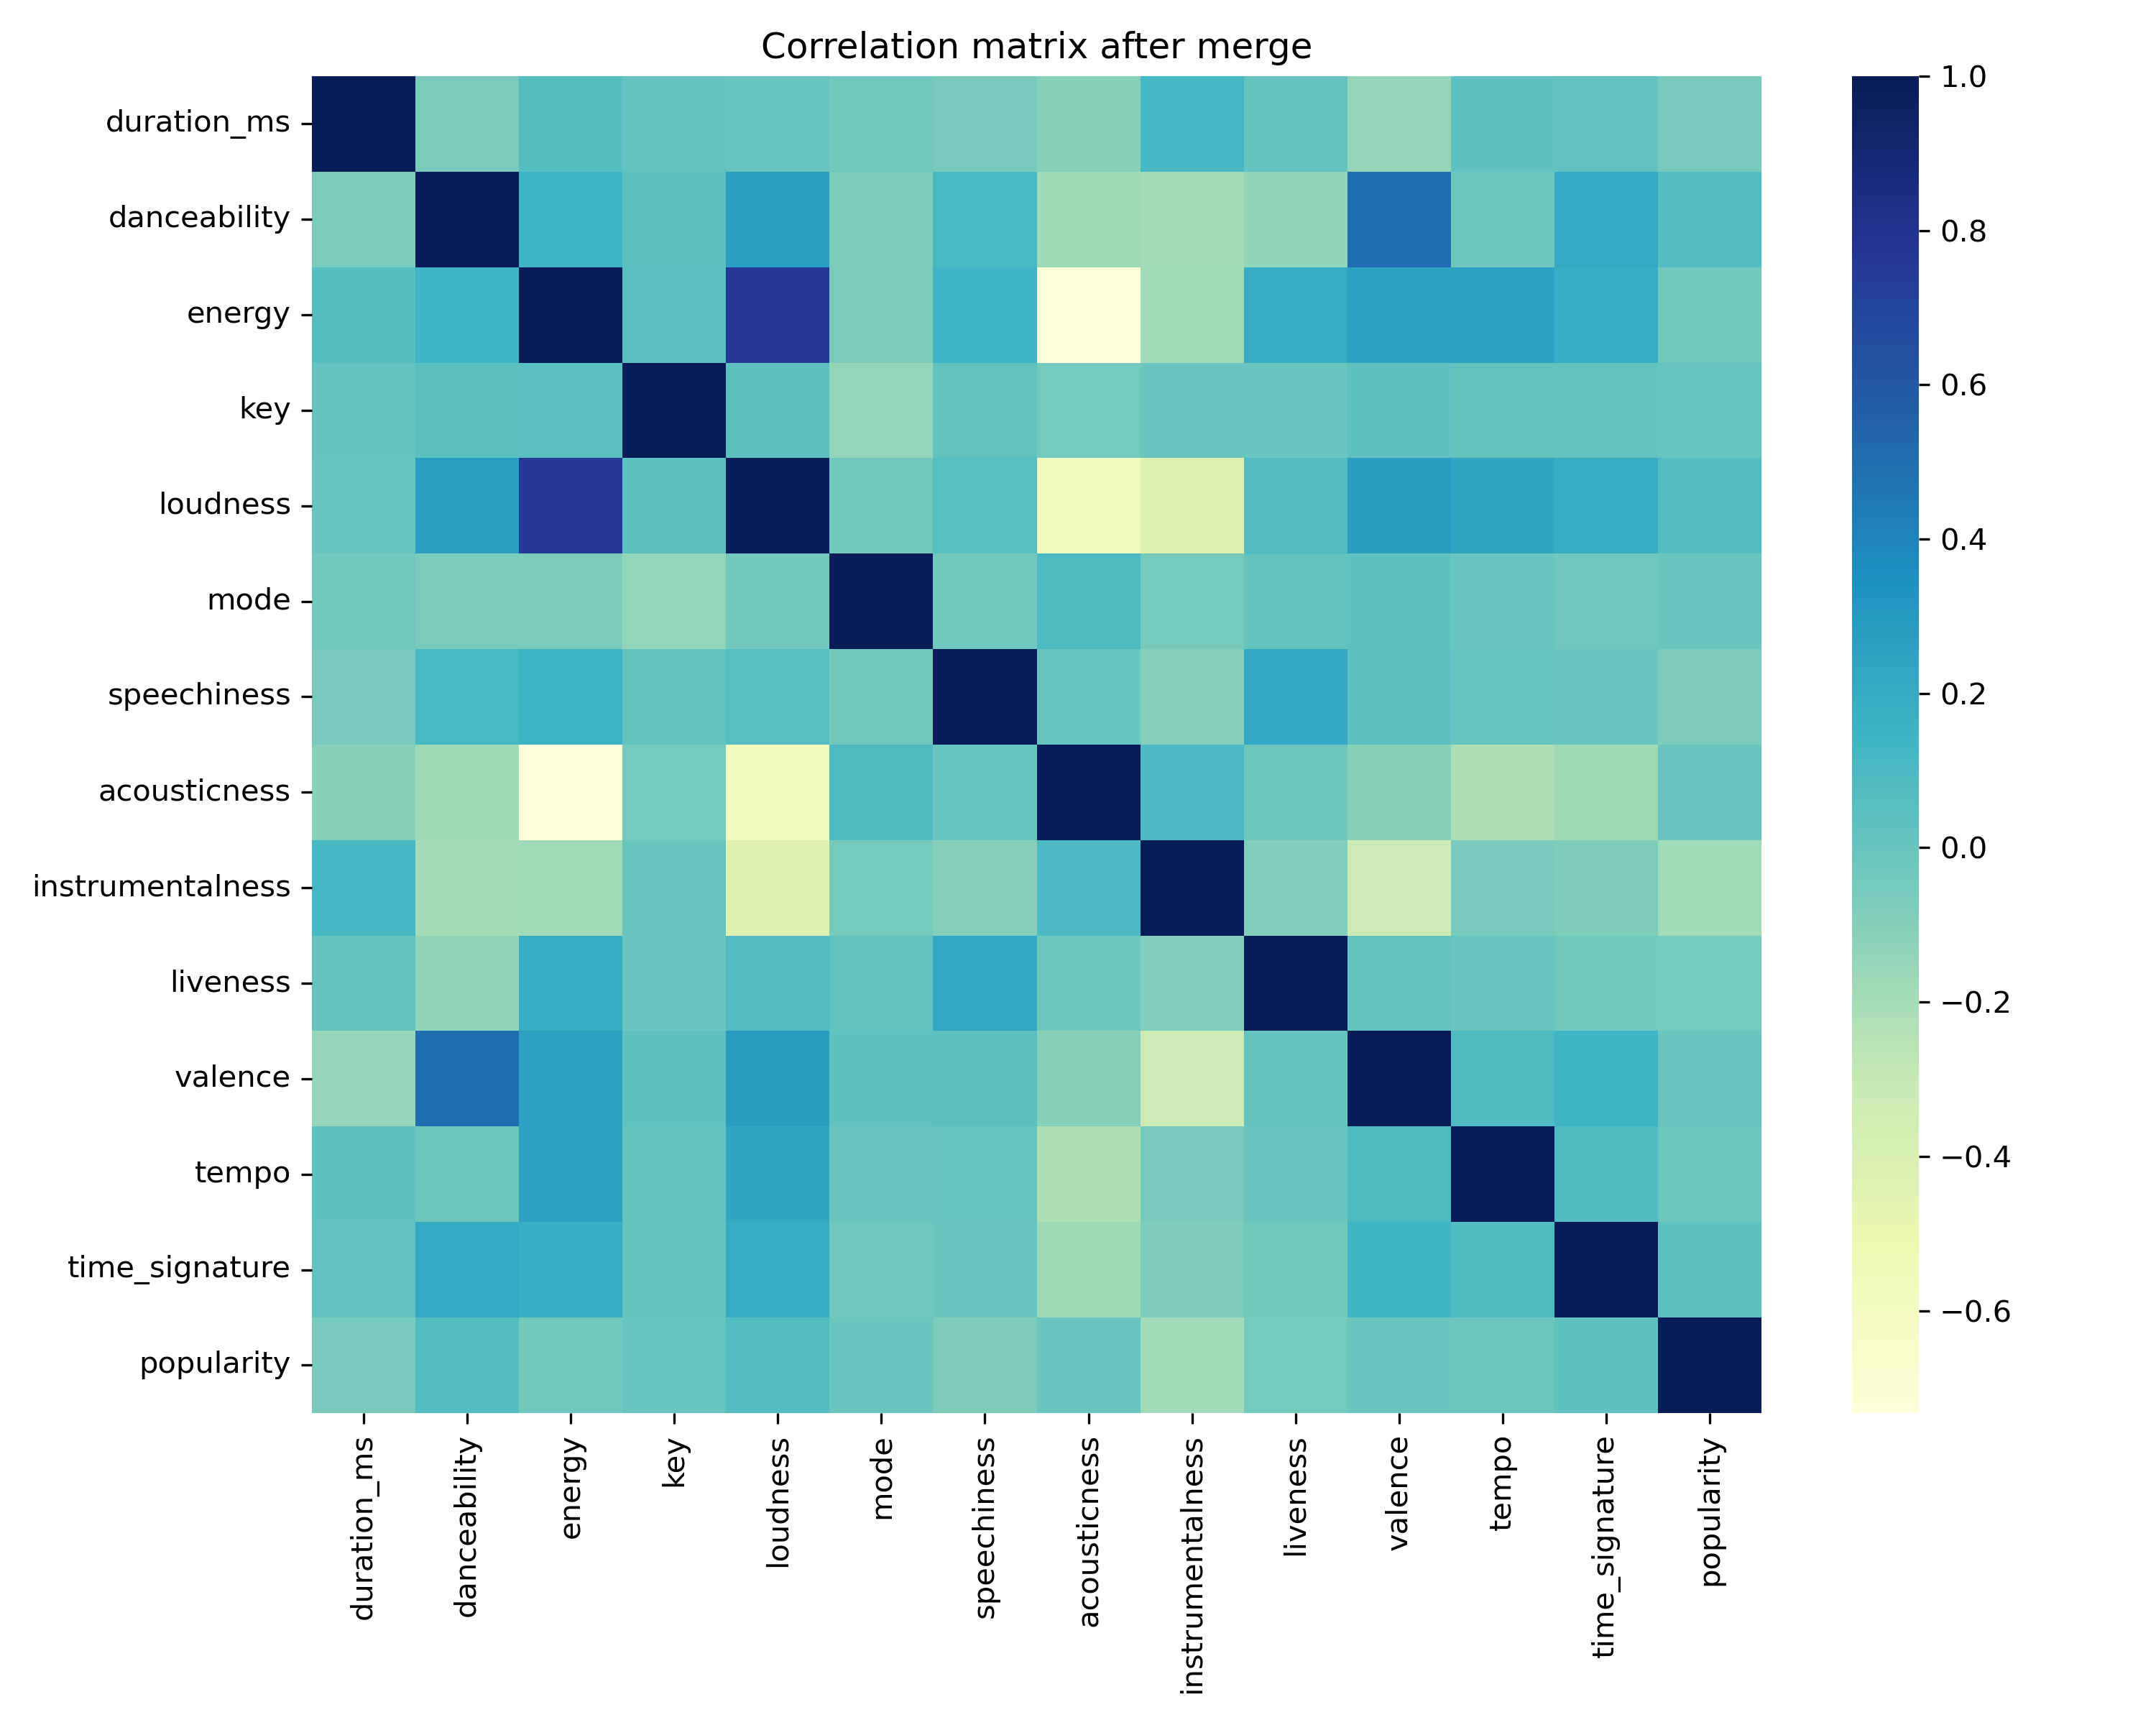 Correlation matrix after merge
duration_ms
danceability
energy
key
loudness
mode
speechiness
acousticness
instrumentalness
liveness
valence
tempo
time_signature
popularity
duration_ms
danceability
energy
key
loudness
mode
speechiness
acousticness
instrumentalness
liveness
valence
tempo
time_signature
popularity
1.0
0.8
0.6
0.4
0.2
0.0
−0.2
−0.4
−0.6